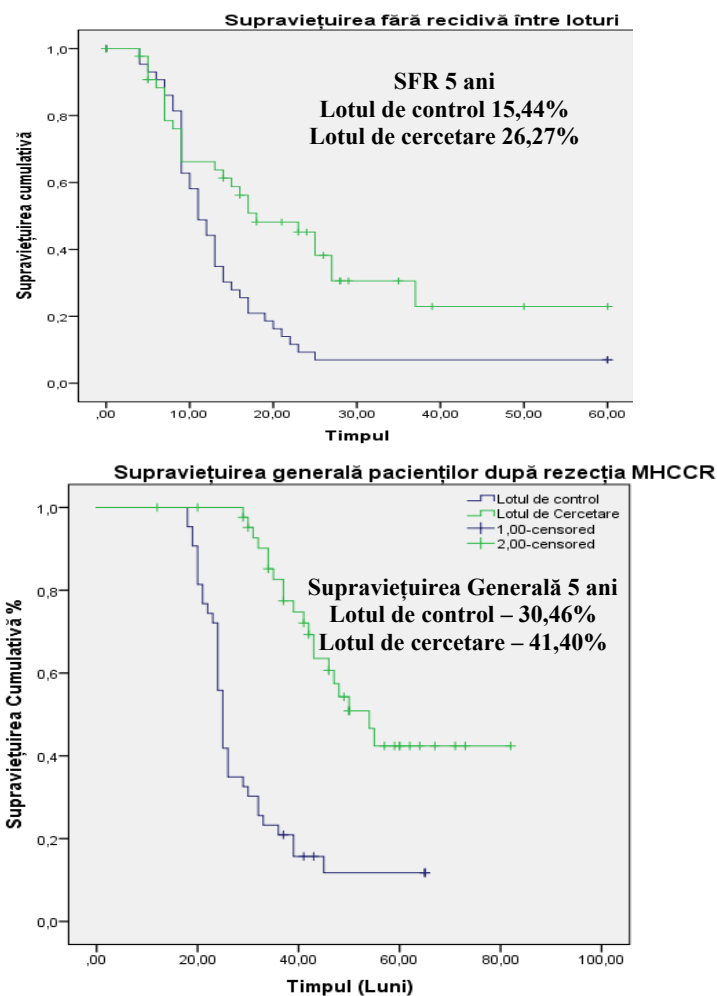 Supraviețuirea fără recidivă între loturi
SFR 5 ani
Lotul de control 15,44%
Lotul de cercetare 26,27%
Supraviețuirea cumulativă
1,0
0,8
0,6
0,4
0,2
0,0
,00
10,00
20,00
30,00
40,00
50,00
60,00
Timpul
Supraviețuirea generală pacienților după rezecția MHCCR
Lotul de control
Lotul de Cercetare
1,00-censored
2,00-censored
Supraviețuirea Generală 5 ani
Lotul de control – 30,46%
Lotul de cercetare – 41,40%
Supraviețuirea Cumulativă %
1,0
0,8
0,6
0,4
0,2
0,0
,00
20,00
40,00
60,00
80,00
100,00
Timpul (Luni)